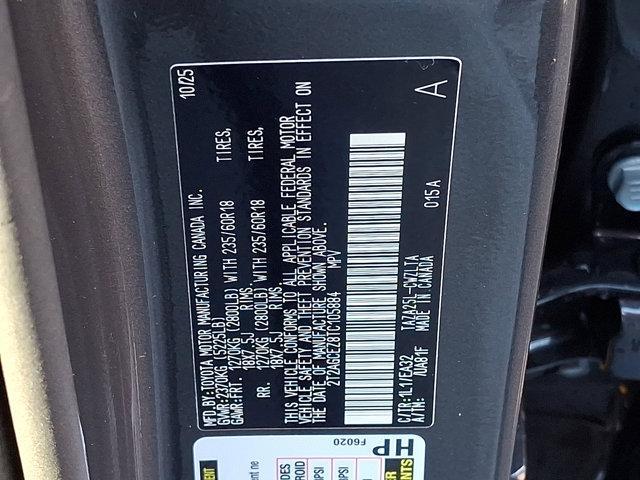 MFD.BY:TOYOTA MOTOR MANUFACTURING CANADA INC. 10/25
GVWR:2370KG (5225LB)
GAWR:FRT. 1270KG (2800LB) WITH 235/60R18 TIRES,
18X7.5J RIMS,
RR. 1270KG (2800LB) WITH 235/60R18 TIRES,
18X7.5J RIMS,
THIS VEHICLE CONFORMS TO ALL APPLICABLE FEDERAL MOTOR
VEHICLE SAFETY AND THEFT PREVENTION STANDARDS IN EFFECT ON
THE DATE OF MANUFACTURE SHOWN ABOVE.
2T2AGCEZ8TC105884 MPV
C/TR:1L1/EA32 TAZA25L-CWZLTA
A/TM: UA81F MADE IN CANADA
015A
A
F6020
HP